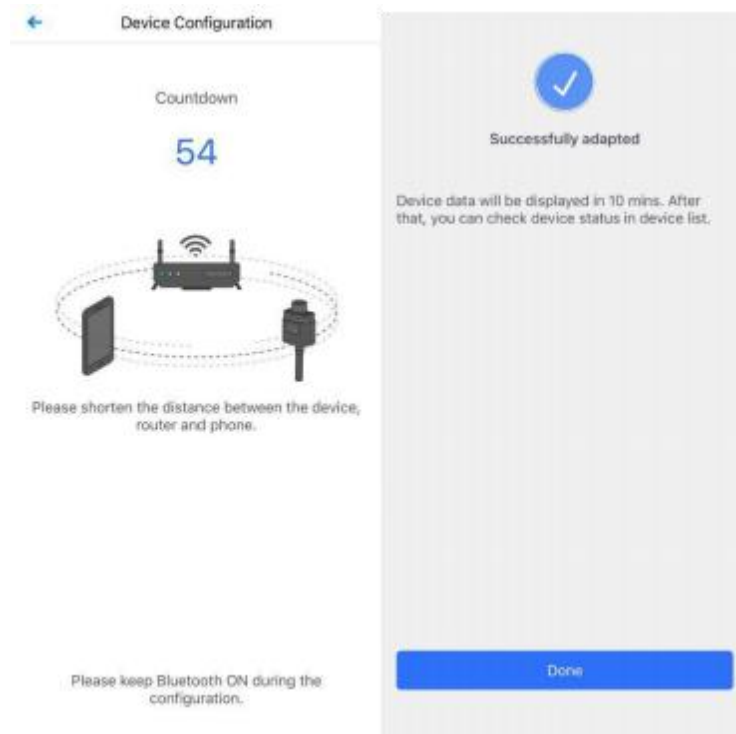 Device Configuration
Countdown
54
Please shorten the distance between the device,
router and phone.
Please keep Bluetooth ON during the
configuration.
Successfully adapted
Device data will be displayed in 10 mins. After
that, you can check device status in device list.
Done